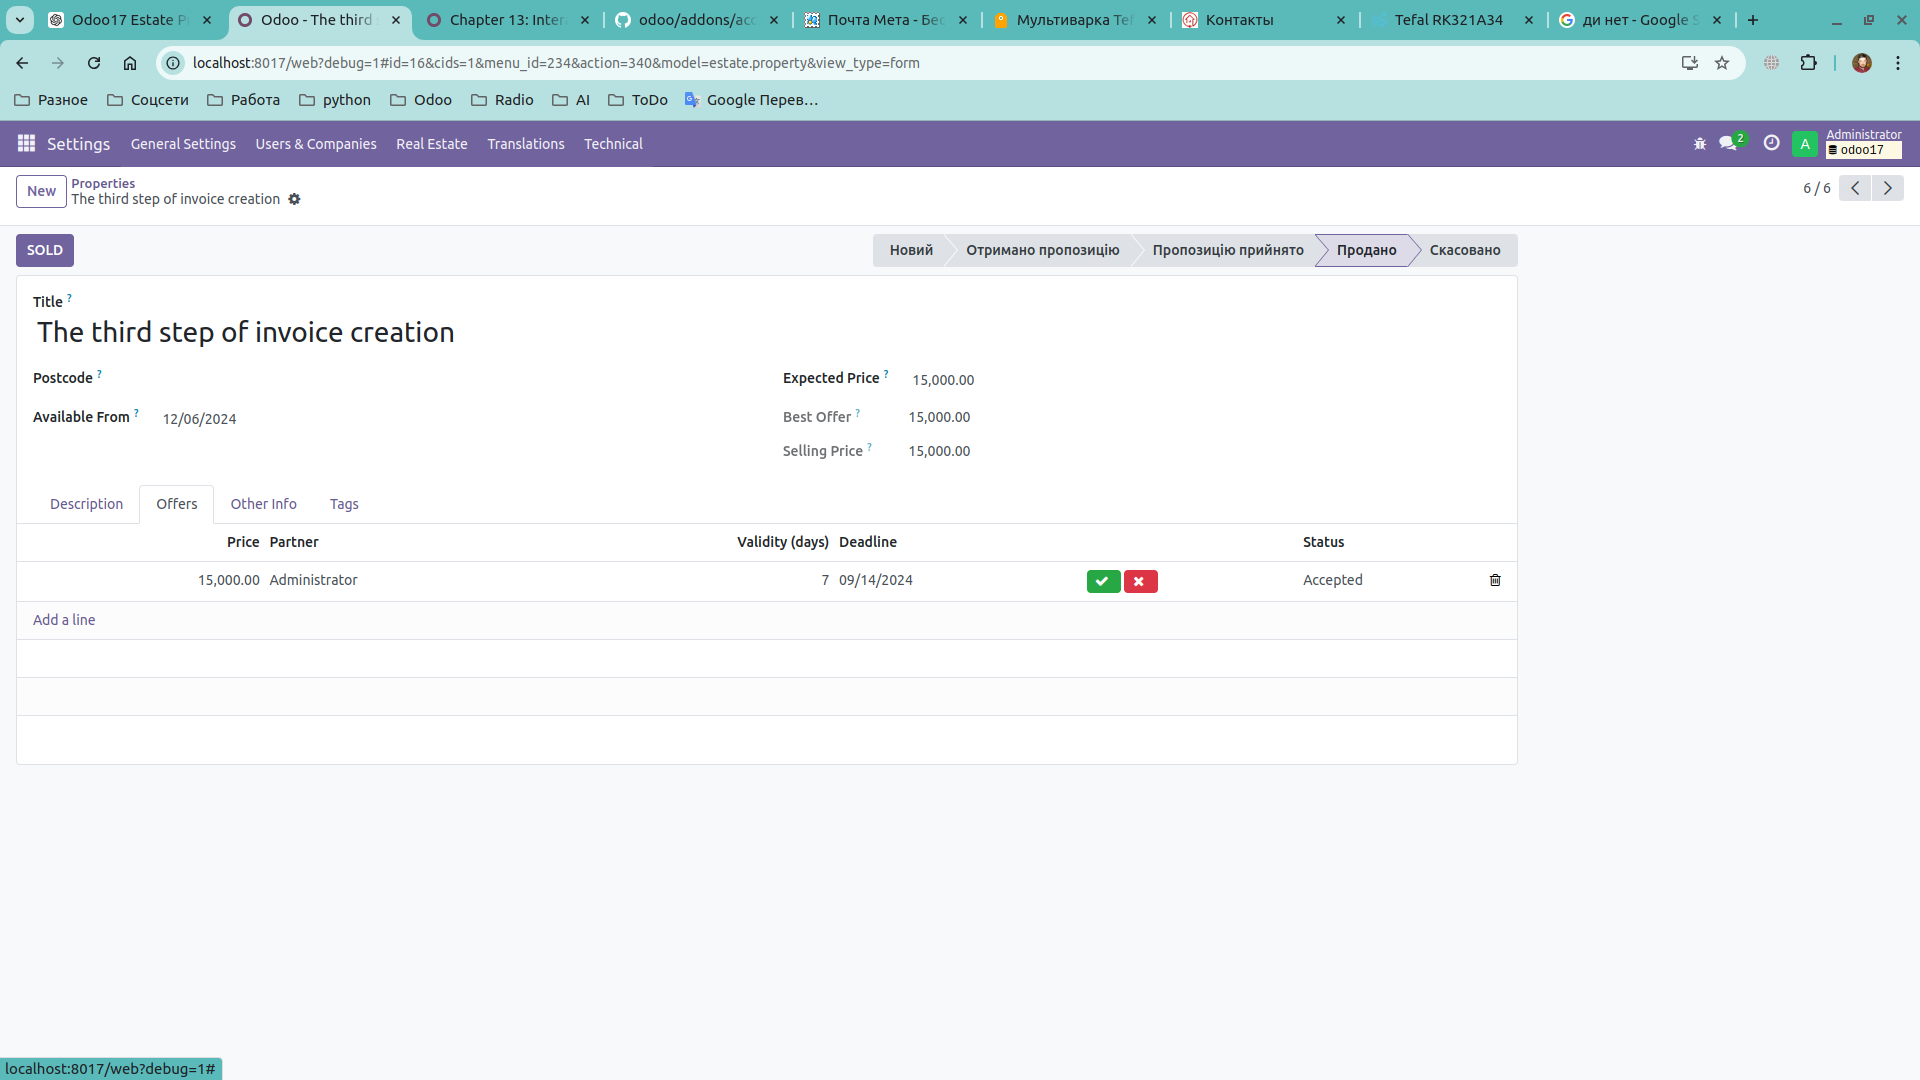 Odoo17 Estate P
Odoo - The third
Chapter 13: Inter
odoo/addons/acc
Почта Мета - Бес
Мультиварка Tef
Контакты
Tefal RK321A34
ди нет - Google S
localhost:8017/web?debug=1#id=16&cids=1&menu_id=234&action=340&model=estate.property&view_type=form
Разное
Соцсети
Работа
python
Odoo
Radio
AI
ToDo
Google Перев…
Settings
General Settings
Users & Companies
Real Estate
Translations
Technical
2
A
Administrator
odoo17
New
Properties
The third step of invoice creation
6 / 6
SOLD
Новий
Отримано пропозицію
Пропозицію прийнято
Продано
Скасовано
Title ?
The third step of invoice creation
Postcode ?
Expected Price ? 15,000.00
Available From ? 12/06/2024
Best Offer ? 15,000.00
Selling Price ? 15,000.00
Description
Offers
Other Info
Tags
Price Partner Validity (days) Deadline Status
15,000.00 Administrator 7 09/14/2024 Accepted
Add a line
localhost:8017/web?debug=1#